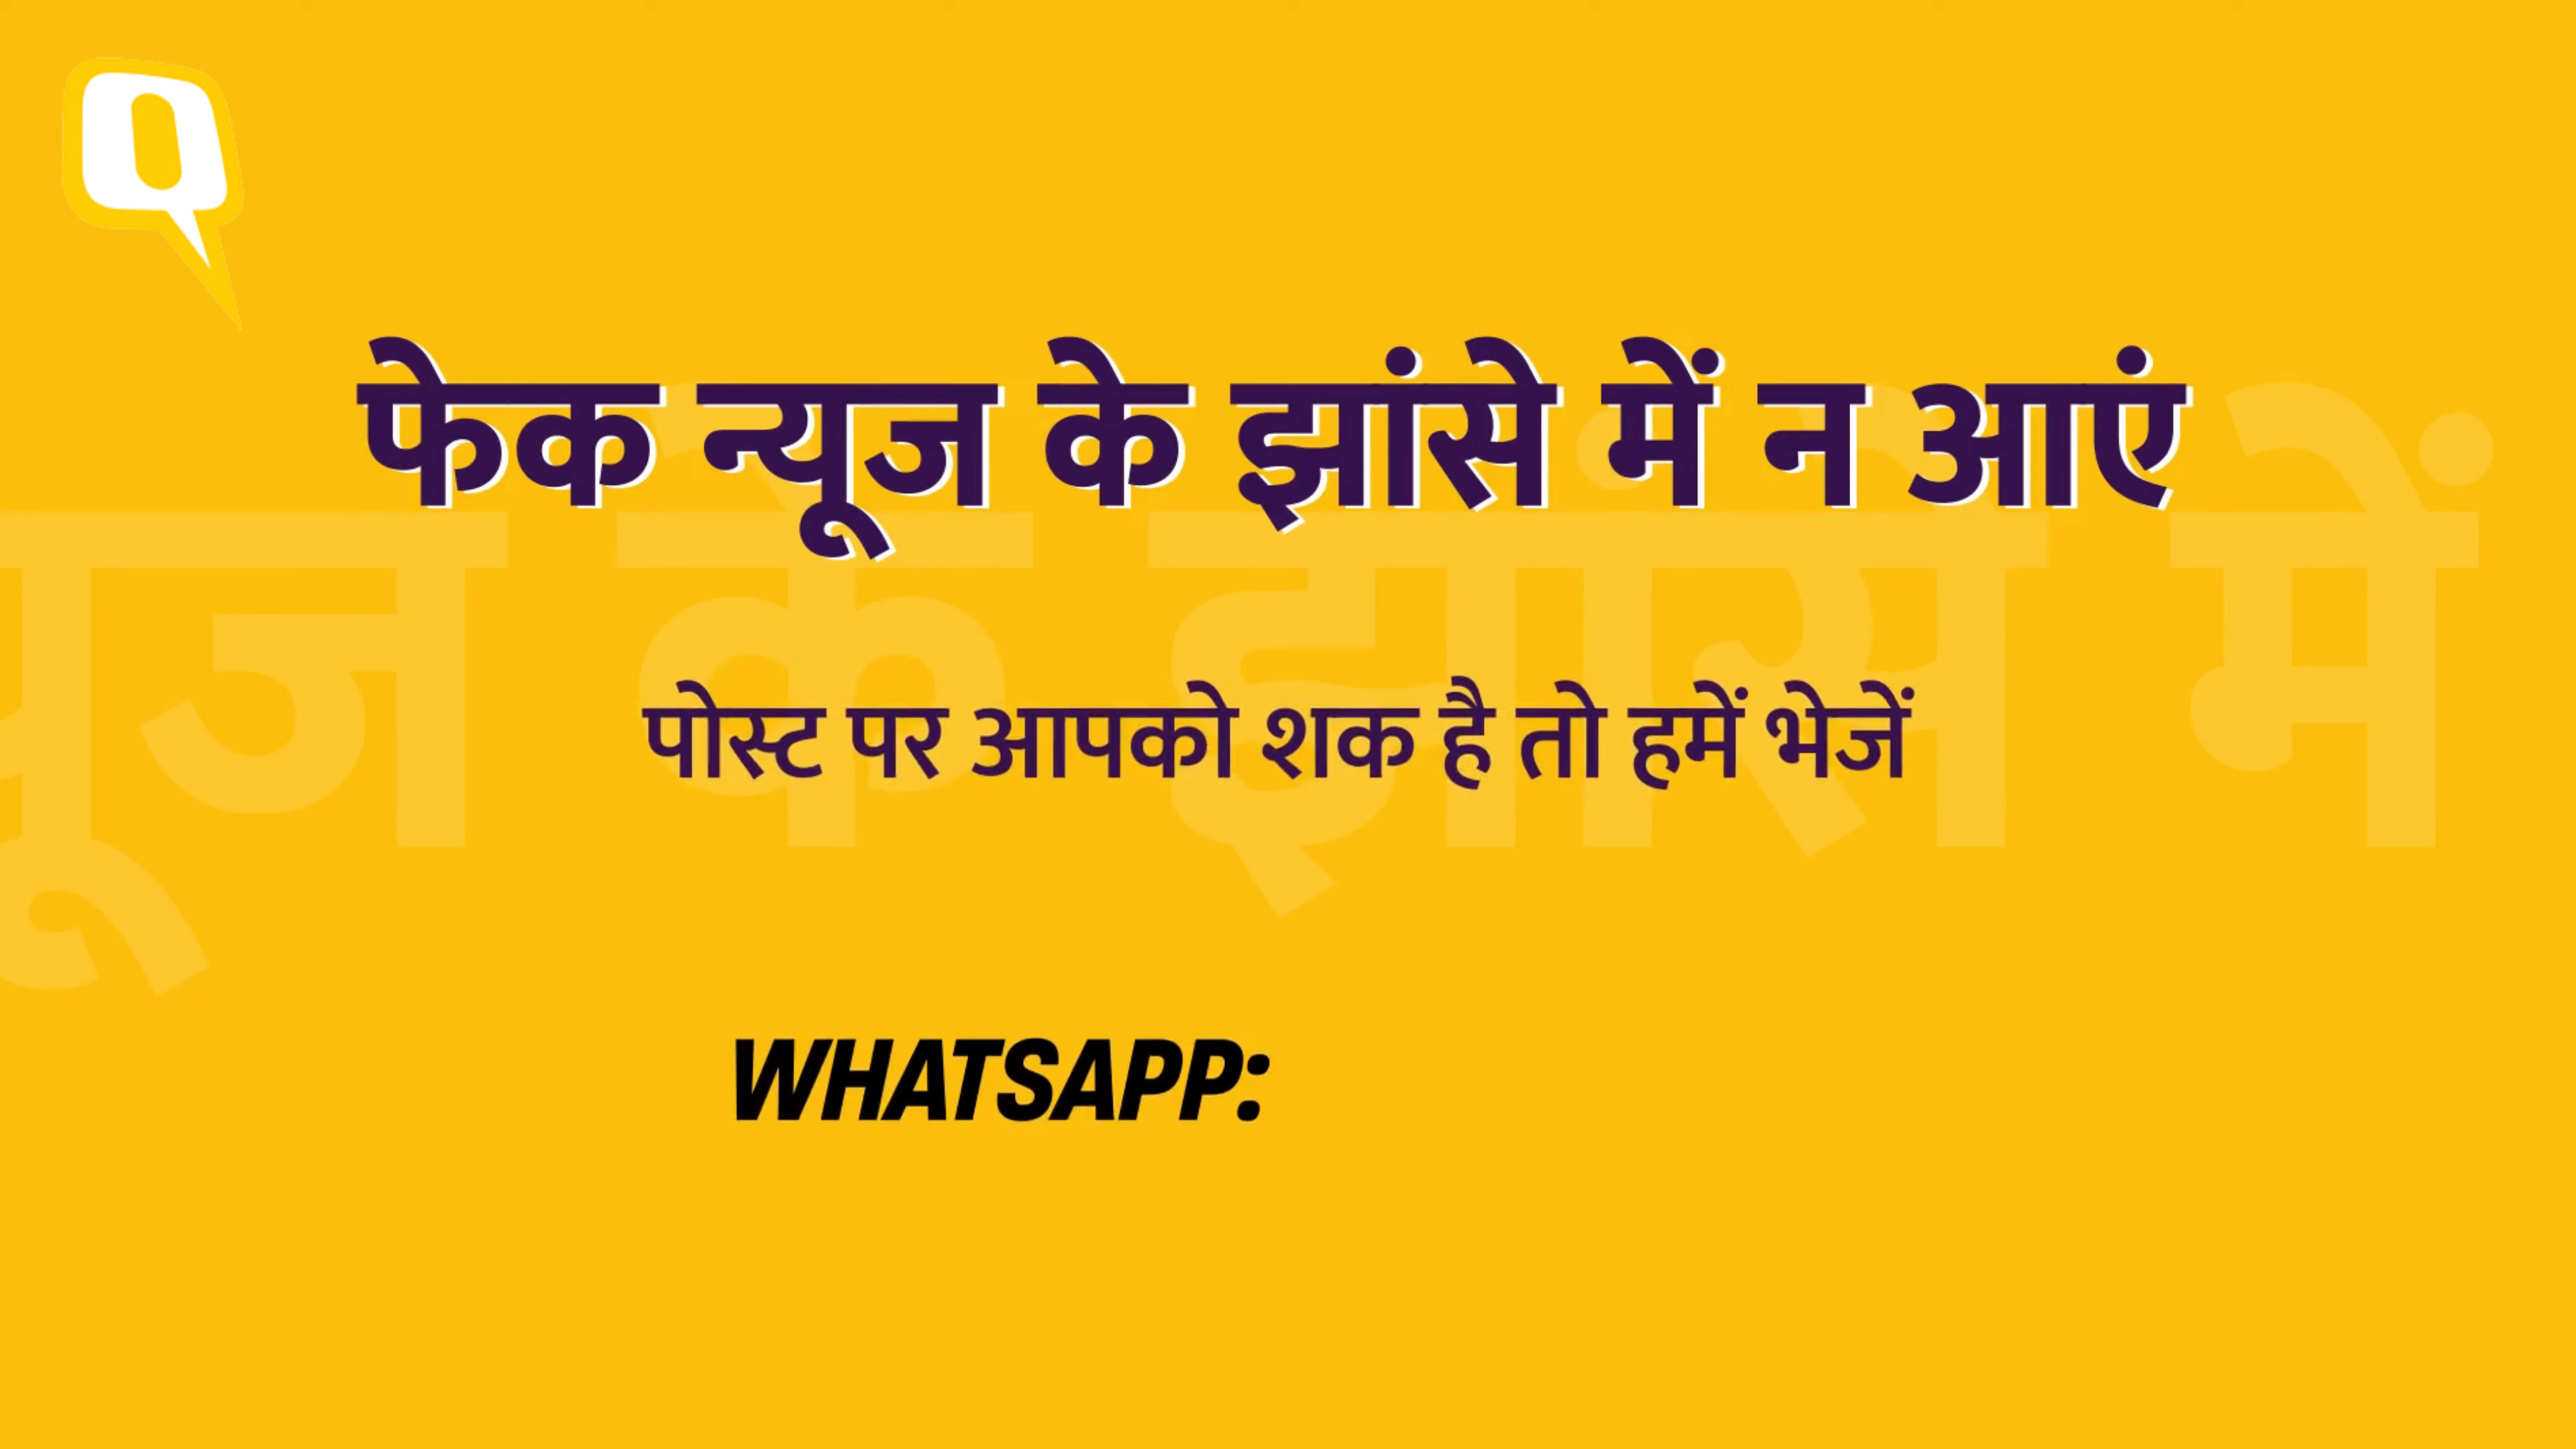 फेक न्यूज के झांसे में न आएं
न्यूज के झांसे में
पोस्ट पर आपको शक है तो हमें भेजें
WHATSAPP: